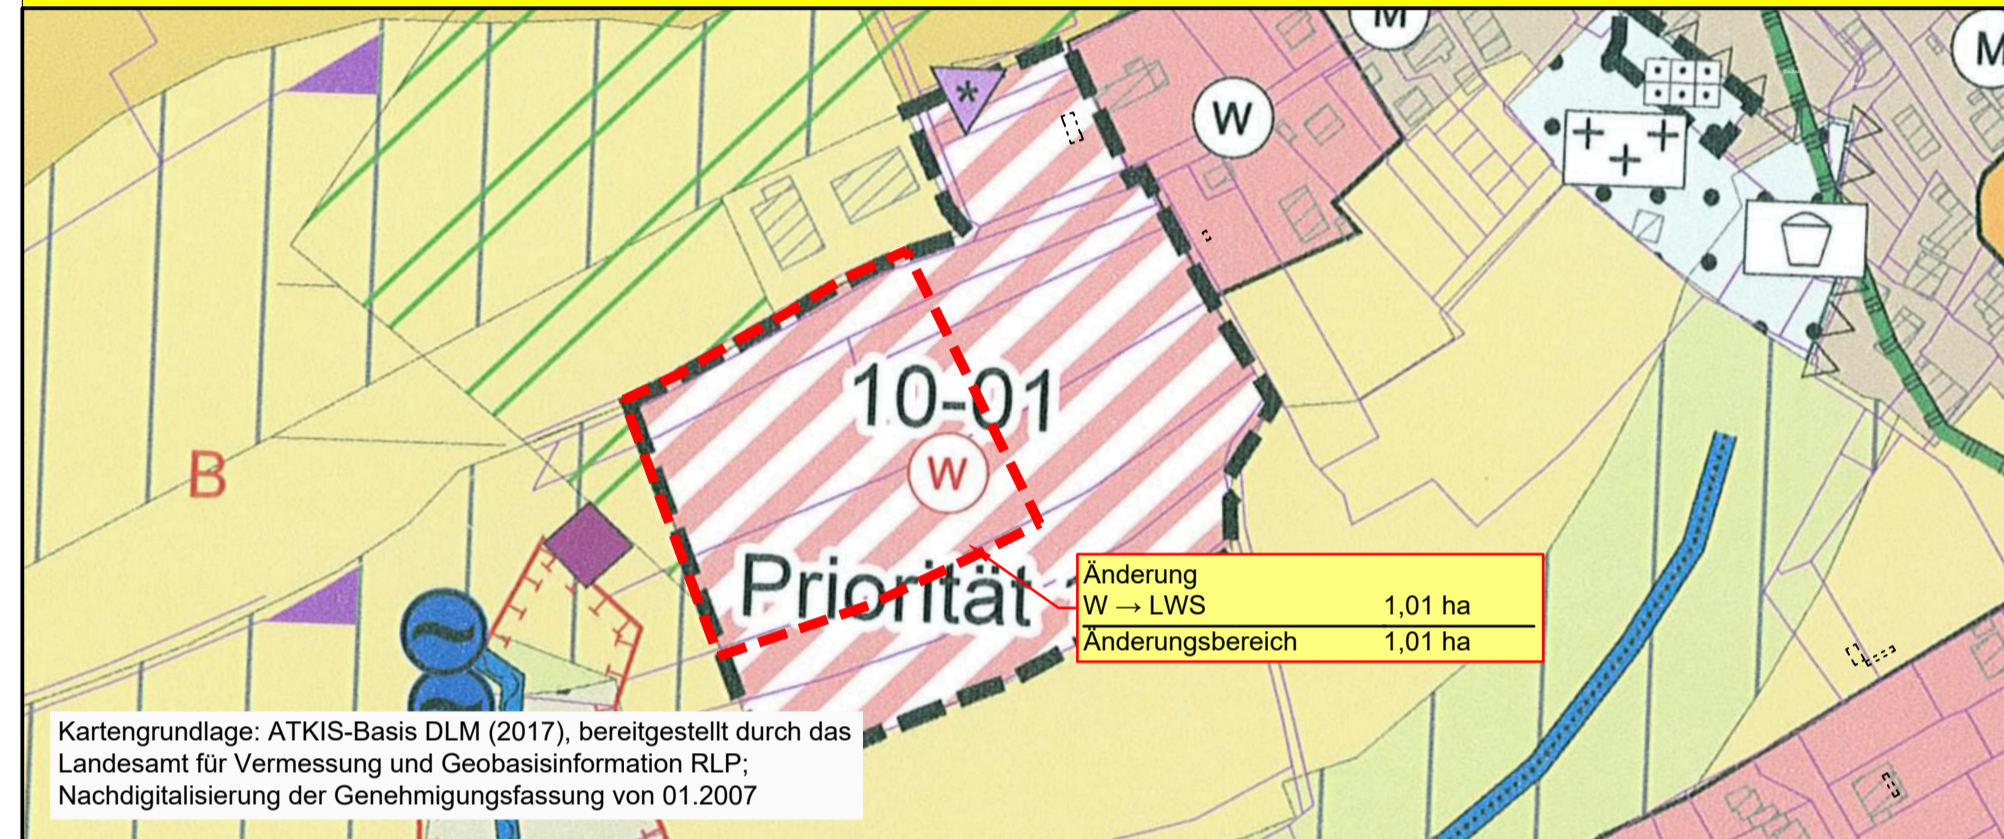 M
W
M
10-01
W
B
Priorität
Änderung
W → LWS 1,01 ha
Änderungsbereich 1,01 ha
Kartengrundlage: ATKIS-Basis DLM (2017), bereitgestellt durch das
Landesamt für Vermessung und Geobasisinformation RLP;
Nachdigitalisierung der Genehmigungsfassung von 01.2007